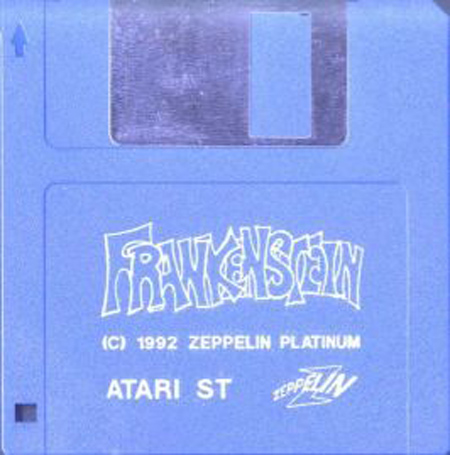 FRANKENSTEIN
(C) 1992 ZEPPELIN PLATINUM
ATARI ST ZEPPELIN